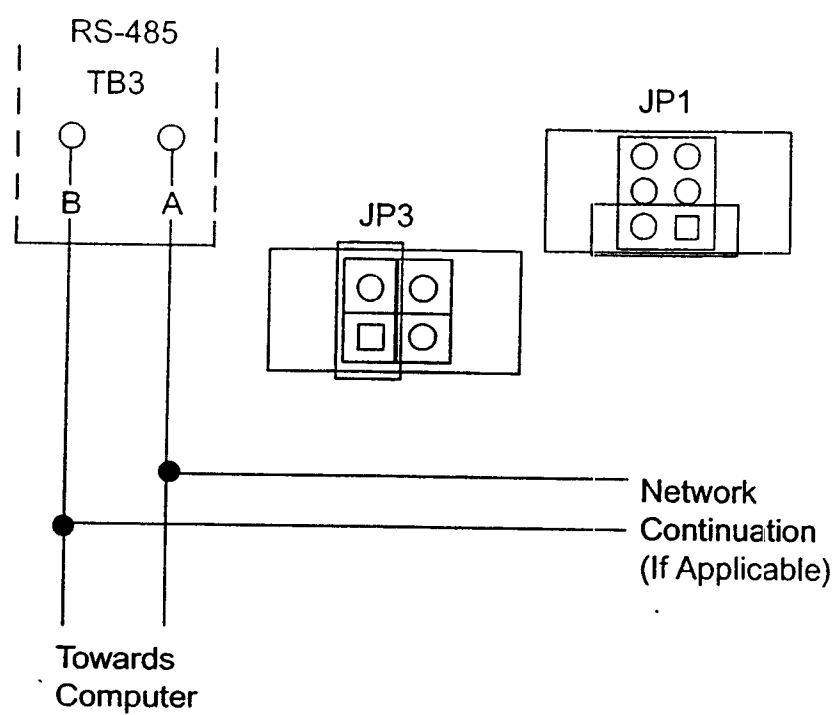 RS-485
TB3
JP1
B
A
JP3
Network
Continuation
(If Applicable)
Towards
Computer